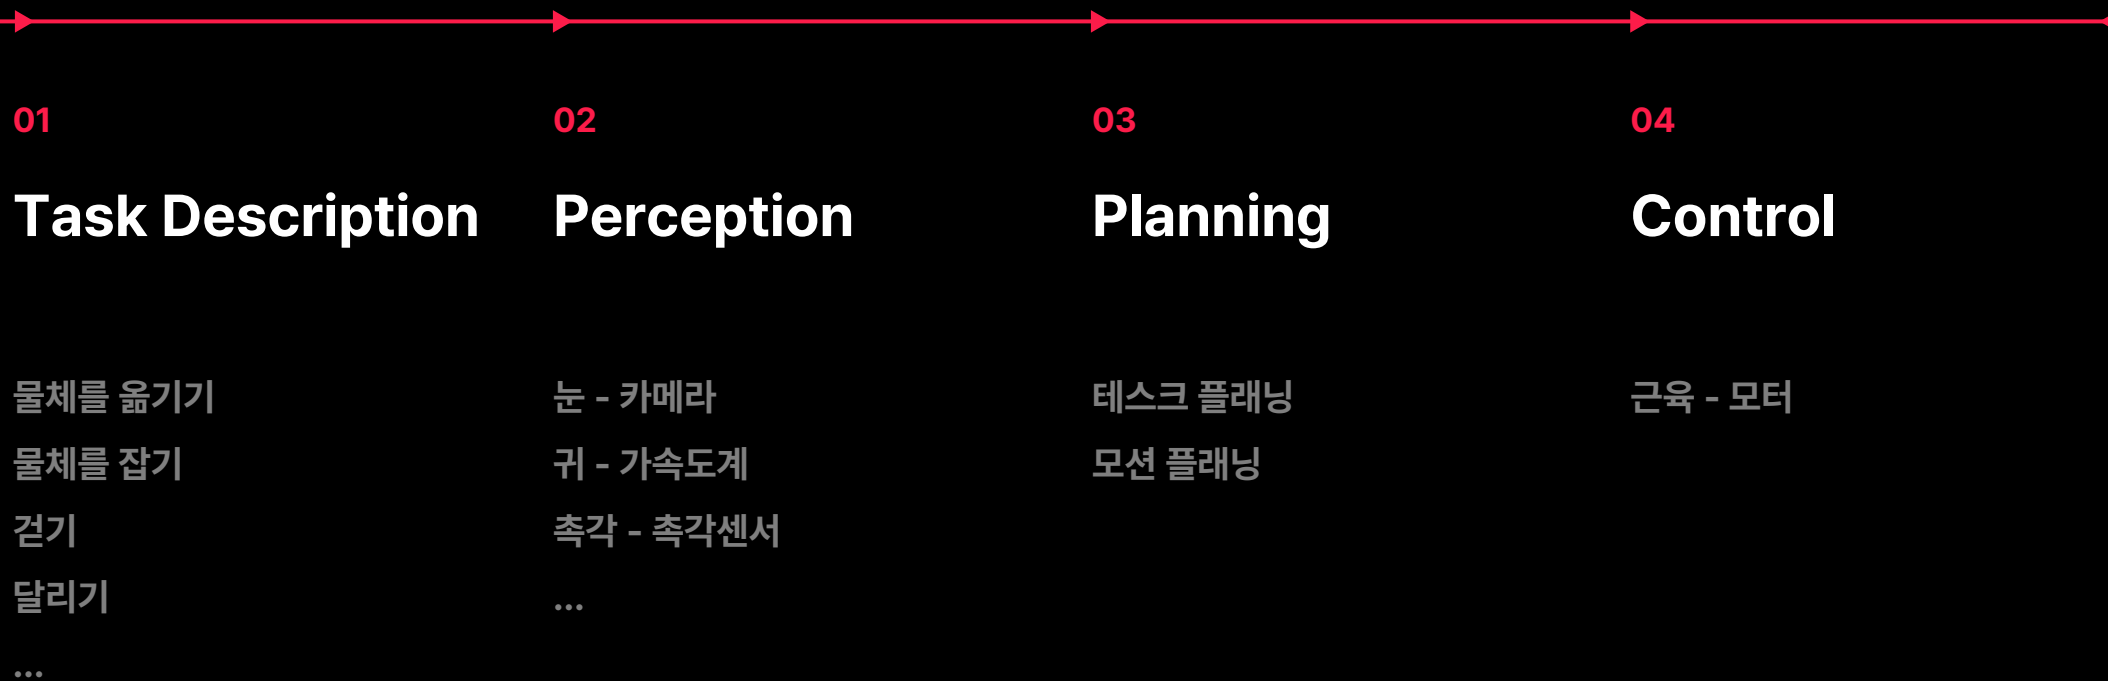 01
Task Description
물체를 옮기기
물체를 잡기
걷기
달리기
...
02
Perception
눈 - 카메라
귀 - 가속도계
촉각 - 촉각센서
...
03
Planning
테스크 플래닝
모션 플래닝
04
Control
근육 - 모터